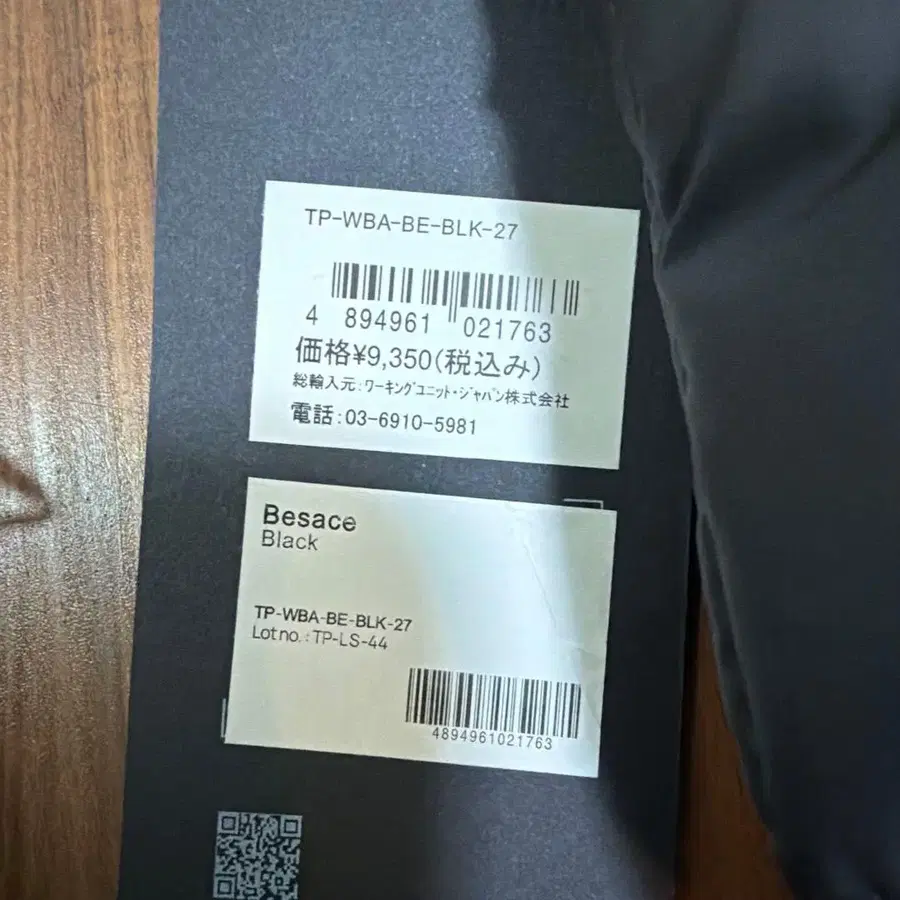 TP-WBA-BE-BLK-27
4 894961 021763
価格¥9,350(税込み)
総輸入元:ワーキングユニット・ジャパン株式会社
電話:03-6910-5981
Besace
Black
TP-WBA-BE-BLK-27
Lot no.:TP-LS-44
4894961021763